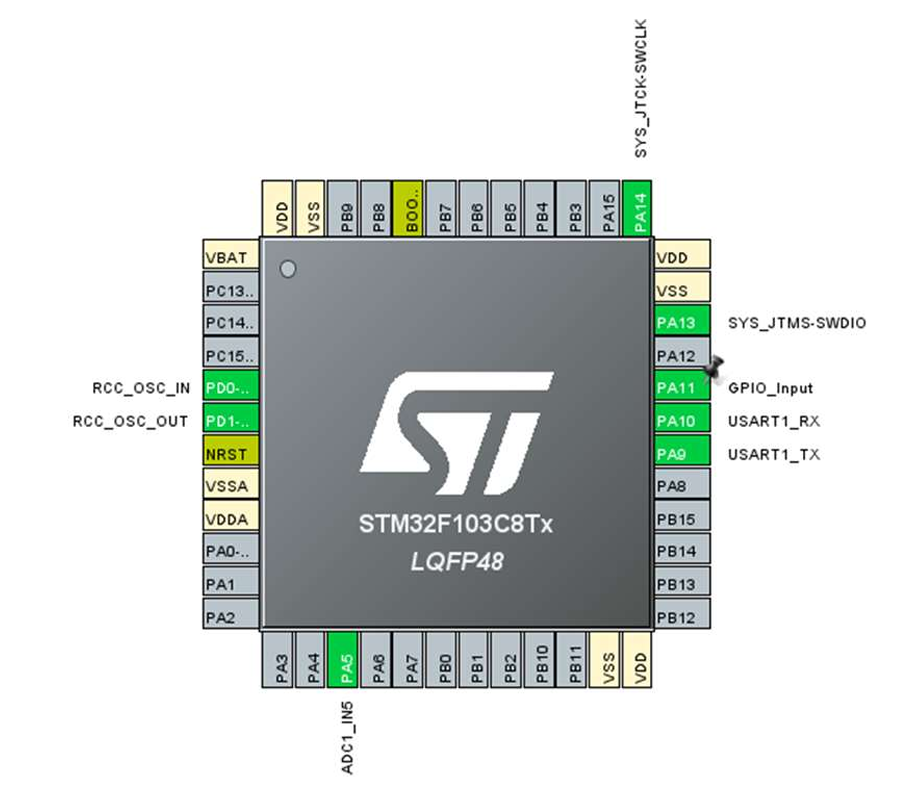 SYS_JTCK-SWCLK
VDD
VSS
PB9
PB8
BOO..
PB7
PB6
PB5
PB4
PB3
PA15
PA14
VBAT
PC13..
PC14..
PC15..
RCC_OSC_IN PD0-..
RCC_OSC_OUT PD1-..
NRST
VSSA
VDDA
PA0-..
PA1
PA2
VDD
VSS
PA13 SYS_JTMS-SWDIO
PA12
PA11 GPIO_Input
PA10 USART1_RX
PA9 USART1_TX
PA8
PB15
PB14
PB13
PB12
ST
STM32F103C8Tx
LQFP48
PA3
PA4
PA5
PA6
PA7
PB0
PB1
PB2
PB10
PB11
VSS
VDD
ADC1_IN5